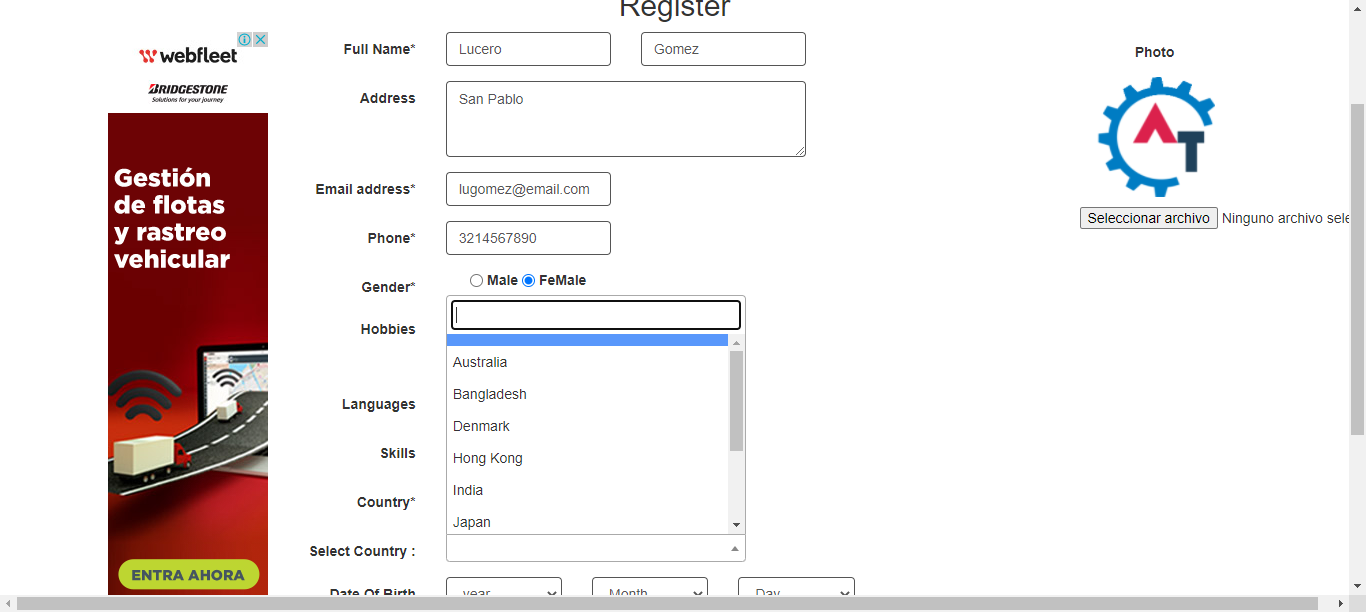 Register
webfleet
BRIDGESTONE
Solutions for your journey
Gestión
de flotas
y rastreo
vehicular
ENTRA AHORA
Full Name* Lucero Gomez
Address San Pablo
Email address* lugomez@email.com
Phone* 3214567890
Gender* Male FeMale
Hobbies
Languages
Skills
Country*
Australia
Bangladesh
Denmark
Hong Kong
India
Japan
Select Country :
Date Of Birth year Month Day
Photo
AT
Seleccionar archivo Ninguno archivo sele